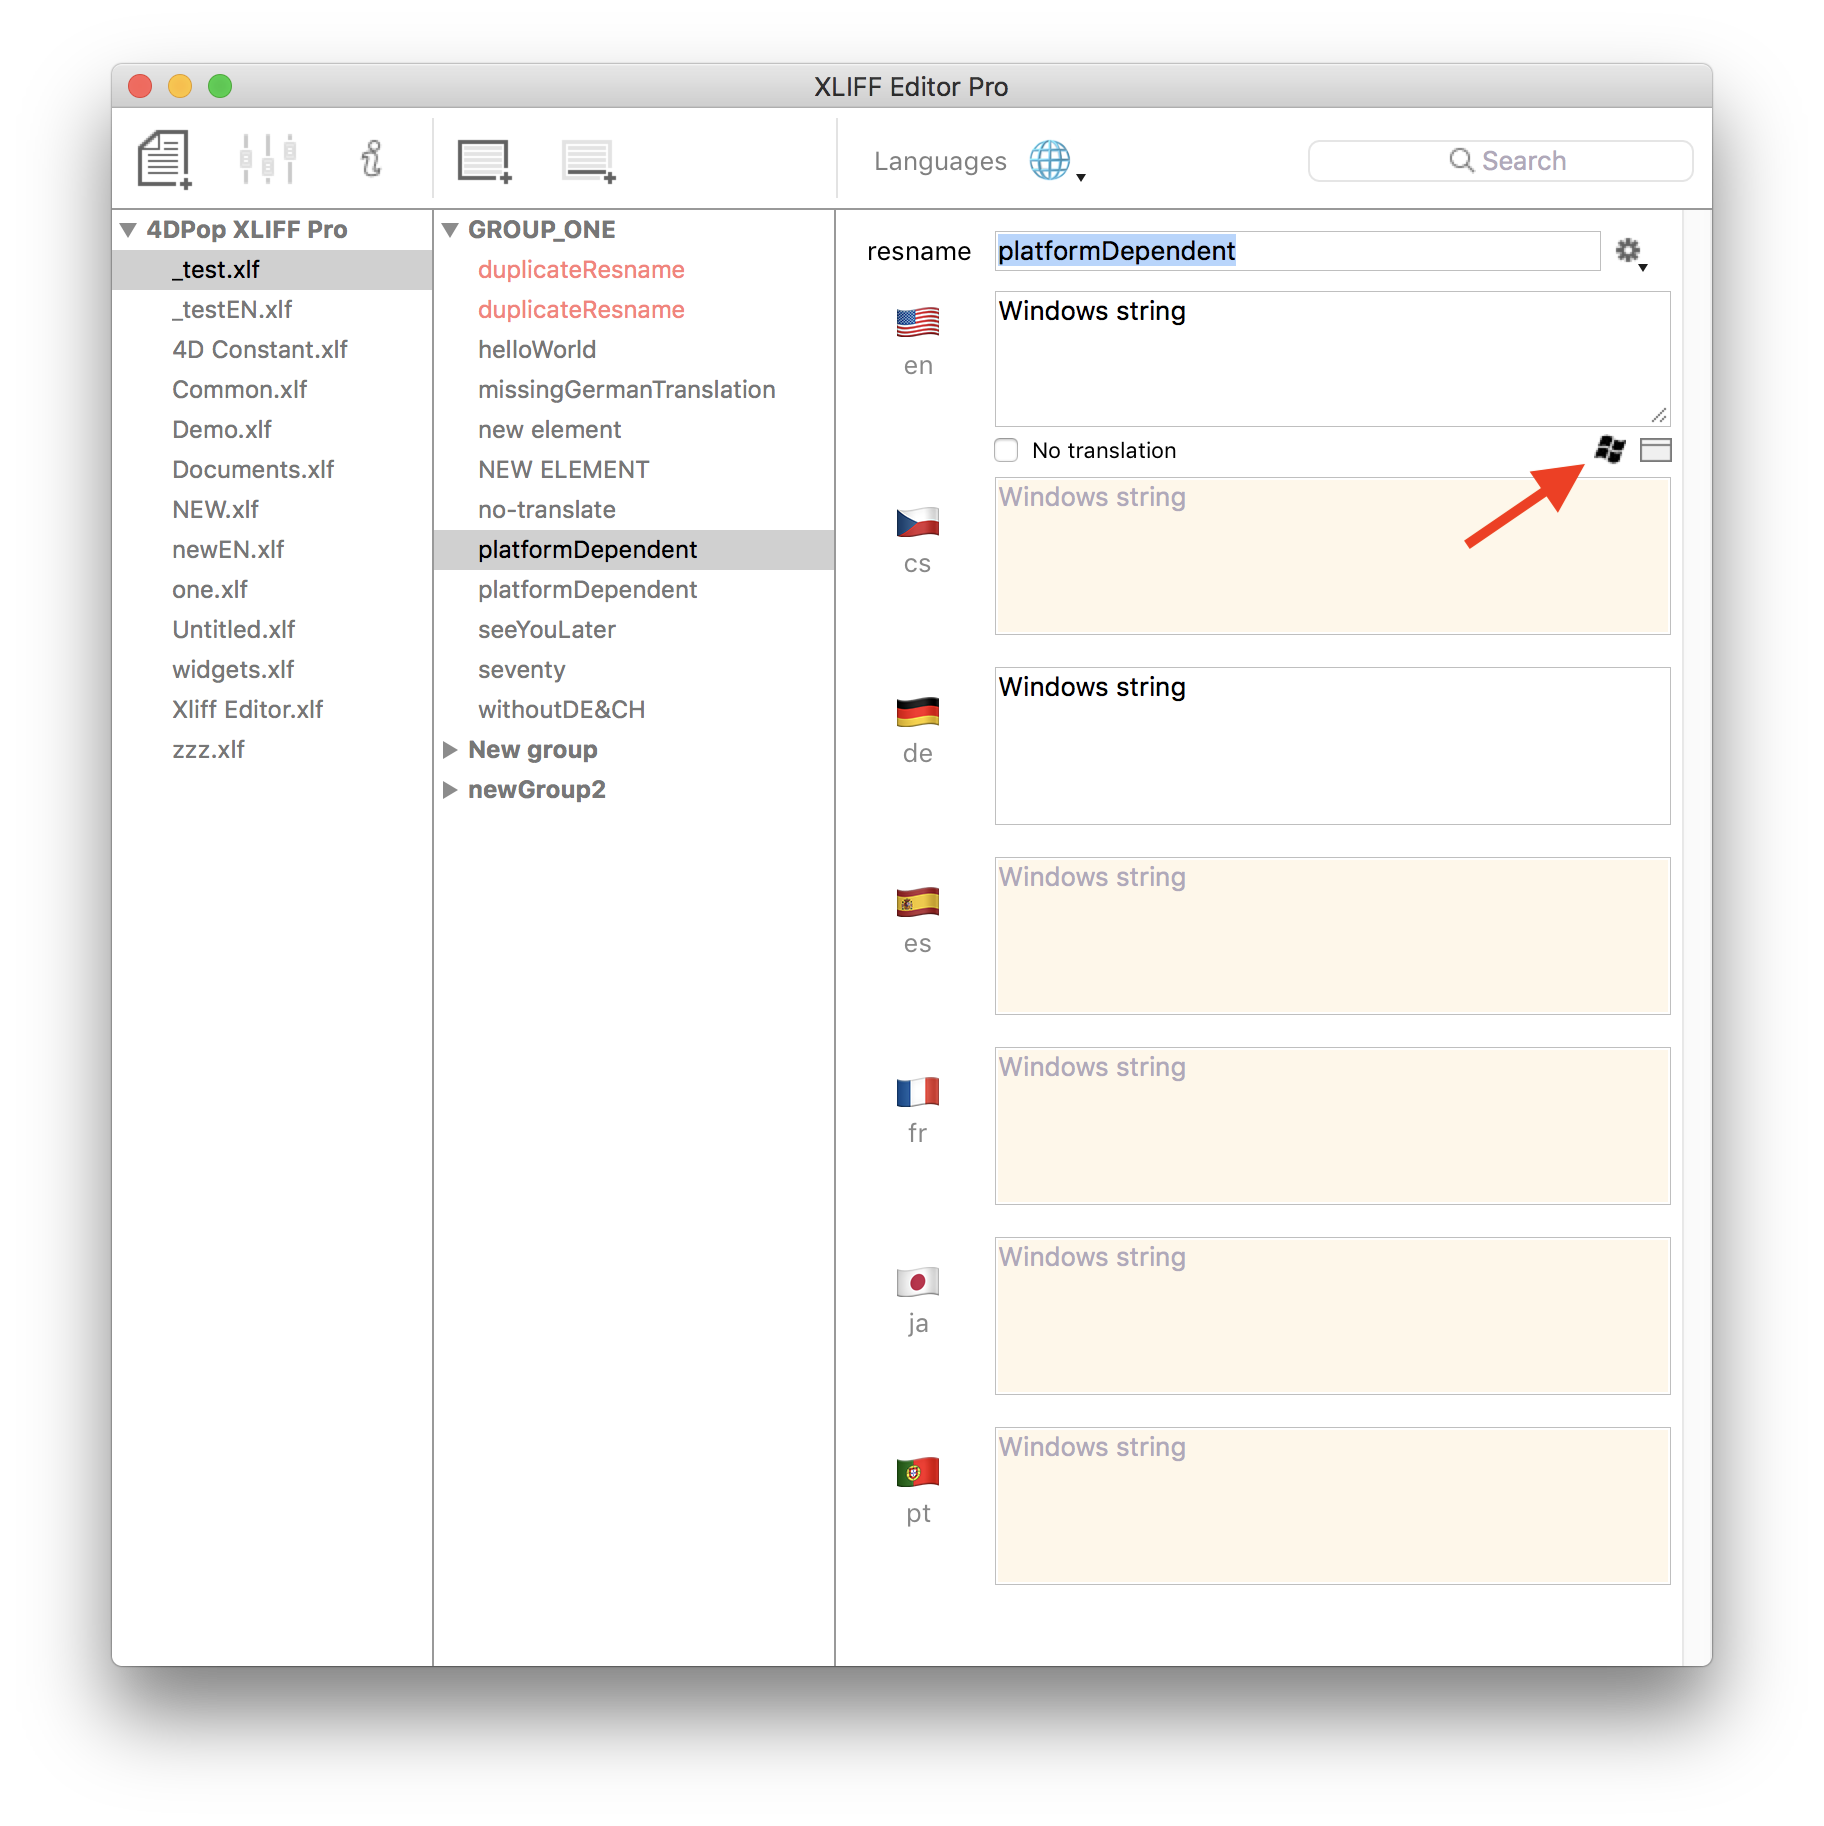 XLIFF Editor Pro
Languages
Search
4DPop XLIFF Pro
_test.xlf
_testEN.xlf
4D Constant.xlf
Common.xlf
Demo.xlf
Documents.xlf
NEW.xlf
newEN.xlf
one.xlf
Untitled.xlf
widgets.xlf
Xliff Editor.xlf
zzz.xlf
GROUP_ONE
duplicateResname
duplicateResname
helloWorld
missingGermanTranslation
new element
NEW ELEMENT
no-translate
platformDependent
platformDependent
seeYouLater
seventy
withoutDE&CH
New group
newGroup2
resname platformDependent
Windows string
en
No translation
Windows string
cs
Windows string
de
Windows string
es
Windows string
fr
Windows string
ja
Windows string
pt